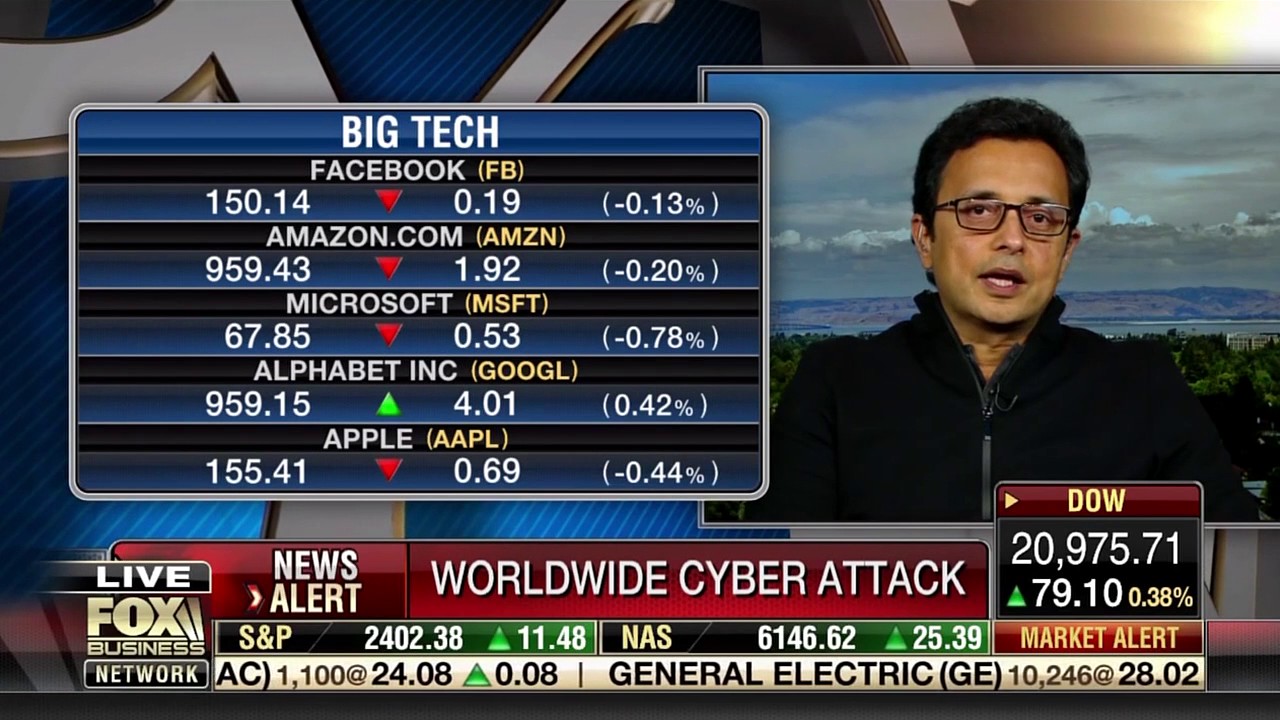 BIG TECH
FACEBOOK (FB)
150.14 ▼ 0.19 (-0.13%)
AMAZON.COM (AMZN)
959.43 ▼ 1.92 (-0.20%)
MICROSOFT (MSFT)
67.85 ▼ 0.53 (-0.78%)
ALPHABET INC (GOOGL)
959.15 ▲ 4.01 (0.42%)
APPLE (AAPL)
155.41 ▼ 0.69 (-0.44%)
DOW
20,975.71
▲ 79.10 0.38%
MARKET ALERT
NEWS ALERT
WORLDWIDE CYBER ATTACK
LIVE
FOX
BUSINESS
NETWORK
S&P 2402.38 ▲ 11.48 NAS 6146.62 ▲ 25.39
AC) 1,100@24.08 ▲ 0.08 | GENERAL ELECTRIC (GE) 10,246@28.02